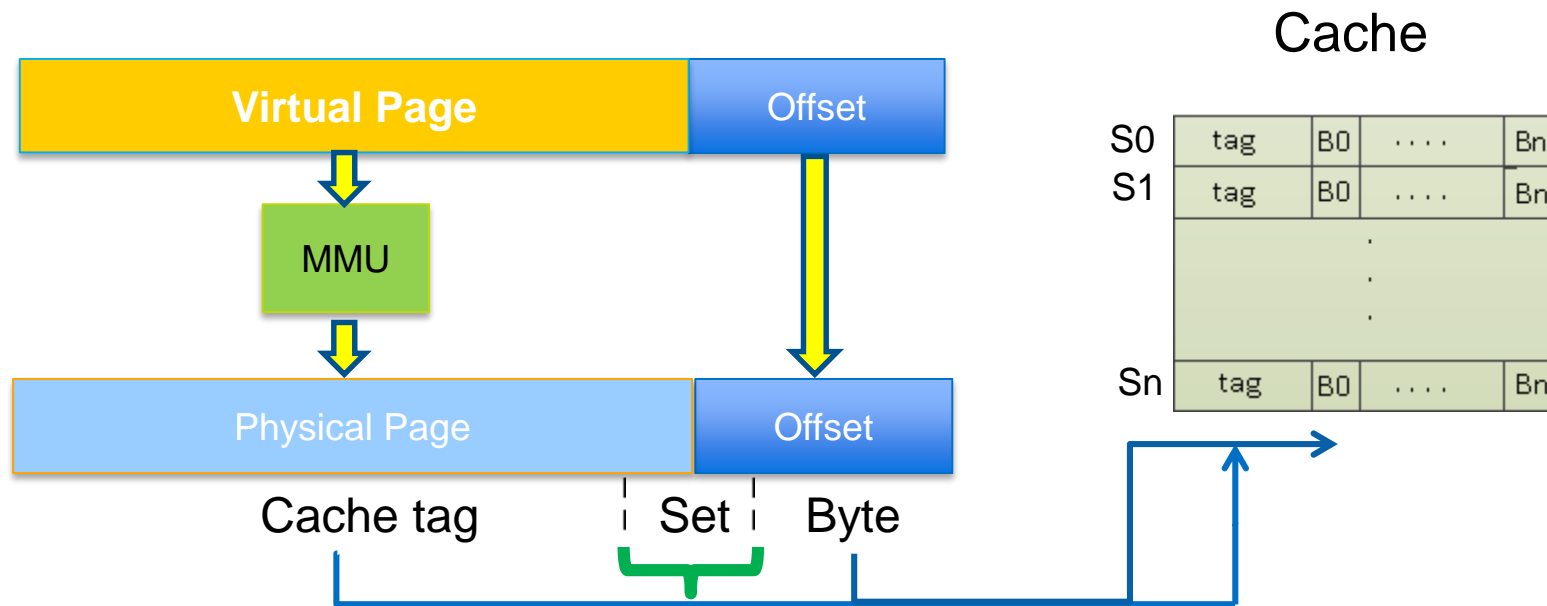 Cache
Virtual Page Offset
S0 tag B0 .... Bn
S1 tag B0 .... Bn
.
.
.
MMU
Sn tag B0 .... Bn
Physical Page Offset
Cache tag Set Byte